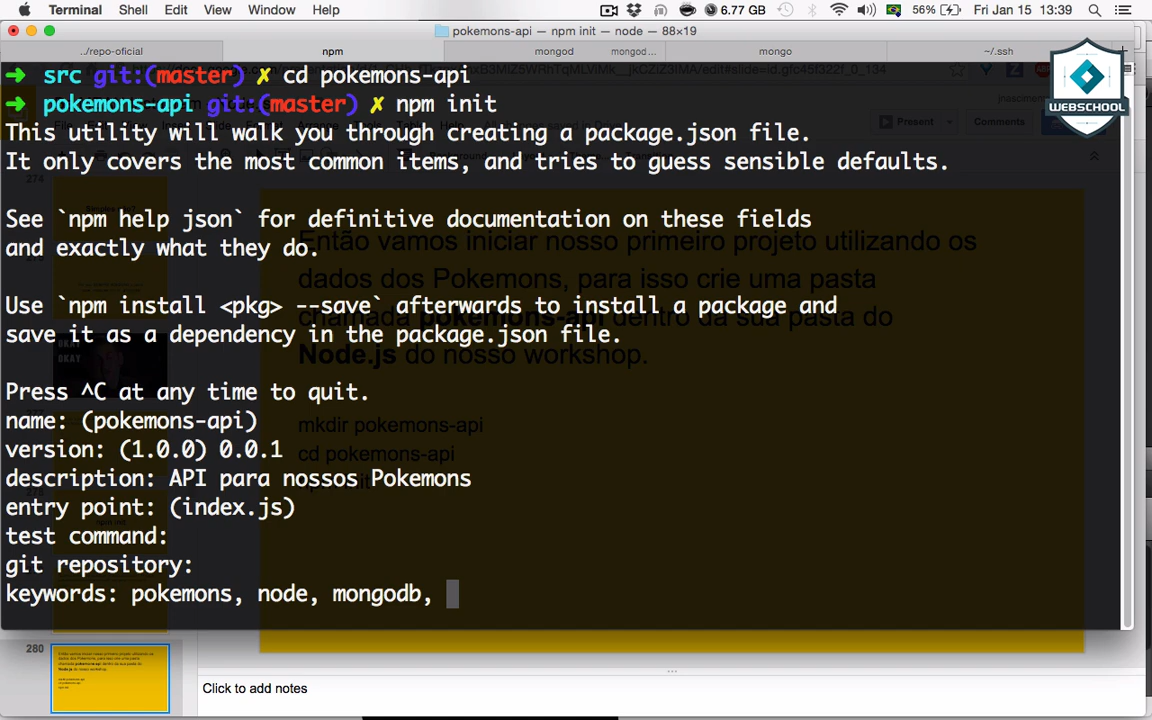 Terminal Shell Edit View Window Help 6.77 GB 56% Fri Jan 15 13:39
pokemons-api — npm init — node — 88×19
../repo-oficial npm mongod mongod... mongo ~/.ssh
➜ src git:(master) ✗ cd pokemons-api
➜ pokemons-api git:(master) ✗ npm init
This utility will walk you through creating a package.json file.
It only covers the most common items, and tries to guess sensible defaults.
See `npm help json` for definitive documentation on these fields
and exactly what they do.
Use `npm install <pkg> --save` afterwards to install a package and
save it as a dependency in the package.json file.
Press ^C at any time to quit.
name: (pokemons-api)
version: (1.0.0) 0.0.1
description: API para nossos Pokemons
entry point: (index.js)
test command:
git repository:
keywords: pokemons, node, mongodb,
WEBSCHOOL
Present Comments
Então vamos iniciar nosso primeiro projeto utilizando os
dados dos Pokemons, para isso crie uma pasta
chamada pokemons-api dentro da sua pasta do
Node.js do nosso workshop.
mkdir pokemons-api
cd pokemons-api
274
280
Click to add notes